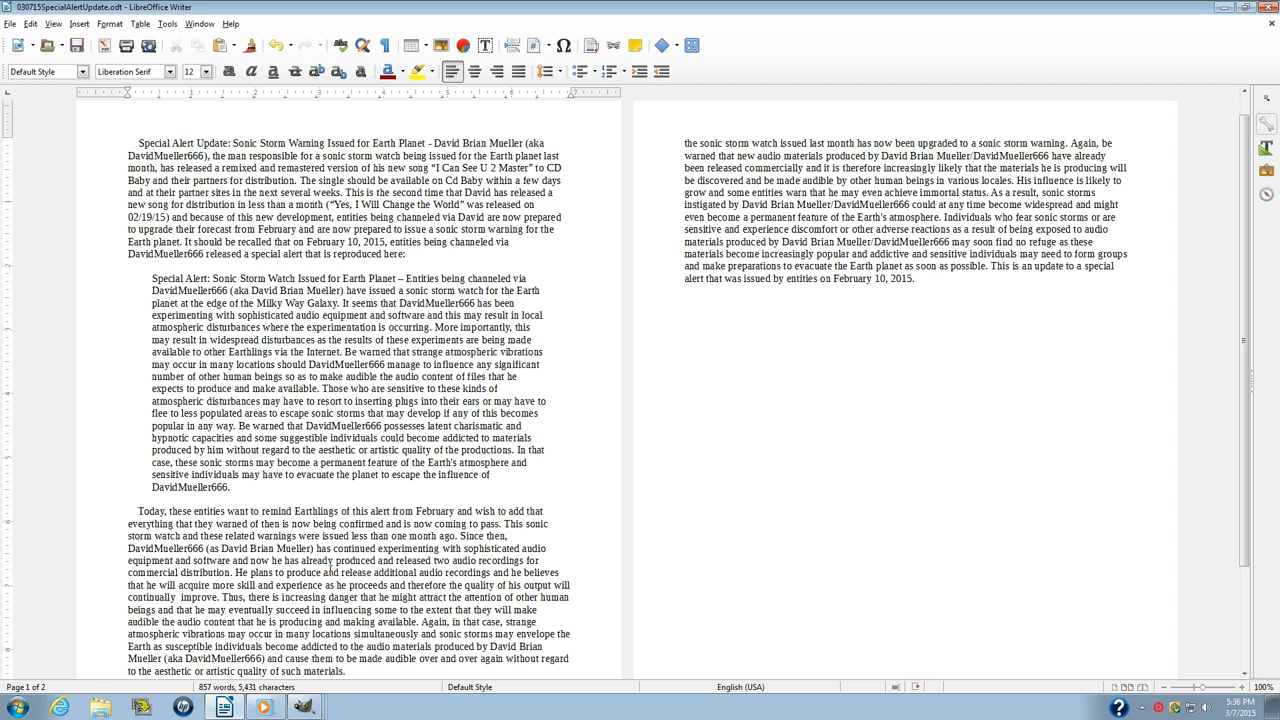 030715SpecialAlertUpdate.odt - LibreOffice Writer
File Edit View Insert Format Table Tools Window Help
Default Style Liberation Serif 12
Special Alert Update: Sonic Storm Warning Issued for Earth Planet - David Brian Mueller (aka
DavidMueller666), the man responsible for a sonic storm watch being issued for the Earth planet last
month, has released a remixed and remastered version of his new song “I Can See U 2 Master” to CD
Baby and their partners for distribution. The single should be available on Cd Baby within a few days
and at their partner sites in the next several weeks. This is the second time that David has released a
new song for distribution in less than a month (“Yes, I Will Change the World” was released on
02/19/15) and because of this new development, entities being channeled via David are now prepared
to upgrade their forecast from February and are now prepared to issue a sonic storm warning for the
Earth planet. It should be recalled that on February 10, 2015, entities being channeled via
DavidMueller666 released a special alert that is reproduced here:
Special Alert: Sonic Storm Watch Issued for Earth Planet – Entities being channeled via
DavidMueller666 (aka David Brian Mueller) have issued a sonic storm watch for the Earth
planet at the edge of the Milky Way Galaxy. It seems that DavidMueller666 has been
experimenting with sophisticated audio equipment and software and this may result in local
atmospheric disturbances where the experimentation is occurring. More importantly, this
may result in widespread disturbances as the results of these experiments are being made
available to other Earthlings via the Internet. Be warned that strange atmospheric vibrations
may occur in many locations should DavidMueller666 manage to influence any significant
number of other human beings so as to make audible the audio content of files that he
expects to produce and make available. Those who are sensitive to these kinds of
atmospheric disturbances may have to resort to inserting plugs into their ears or may have to
flee to less populated areas to escape sonic storms that may develop if any of this becomes
popular in any way. Be warned that DavidMueller666 possesses latent charismatic and
hypnotic capacities and some suggestible individuals could become addicted to materials
produced by him without regard to the aesthetic or artistic quality of the productions. In that
case, these sonic storms may become a permanent feature of the Earth's atmosphere and
sensitive individuals may have to evacuate the planet to escape the influence of
DavidMueller666.
Today, these entities want to remind Earthlings of this alert from February and wish to add that
everything that they warned of then is now being confirmed and is now coming to pass. This sonic
storm watch and these related warnings were issued less than one month ago. Since then,
DavidMueller666 (as David Brian Mueller) has continued experimenting with sophisticated audio
equipment and software and now he has already produced and released two audio recordings for
commercial distribution. He plans to produce and release additional audio recordings and he believes
that he will acquire more skill and experience as he proceeds and therefore the quality of his output will
continually improve. Thus, there is increasing danger that he might attract the attention of other human
beings and that he may eventually succeed in influencing some to the extent that they will make
audible the audio content that he is producing and making available. Again, in that case, strange
atmospheric vibrations may occur in many locations simultaneously and sonic storms may envelope the
Earth as susceptible individuals become addicted to the audio materials produced by David Brian
Mueller (aka DavidMueller666) and cause them to be made audible over and over again without regard
to the aesthetic or artistic quality of such materials.
the sonic storm watch issued last month has now been upgraded to a sonic storm warning. Again, be
warned that new audio materials produced by David Brian Mueller/DavidMueller666 have already
been released commercially and it is therefore increasingly likely that the materials he is producing will
be discovered and be made audible by other human beings in various locales. His influence is likely to
grow and some entities warn that he may even achieve immortal status. As a result, sonic storms
instigated by David Brian Mueller/DavidMueller666 could at any time become widespread and might
even become a permanent feature of the Earth's atmosphere. Individuals who fear sonic storms or are
sensitive and experience discomfort or other adverse reactions as a result of being exposed to audio
materials produced by David Brian Mueller/DavidMueller666 may soon find no refuge as these
materials become increasingly popular and addictive and sensitive individuals may need to form groups
and make preparations to evacuate the Earth planet as soon as possible. This is an update to a special
alert that was issued by entities on February 10, 2015.
Page 1 of 2 857 words, 5,431 characters Default Style English (USA) 100%
5:36 PM
3/7/2015